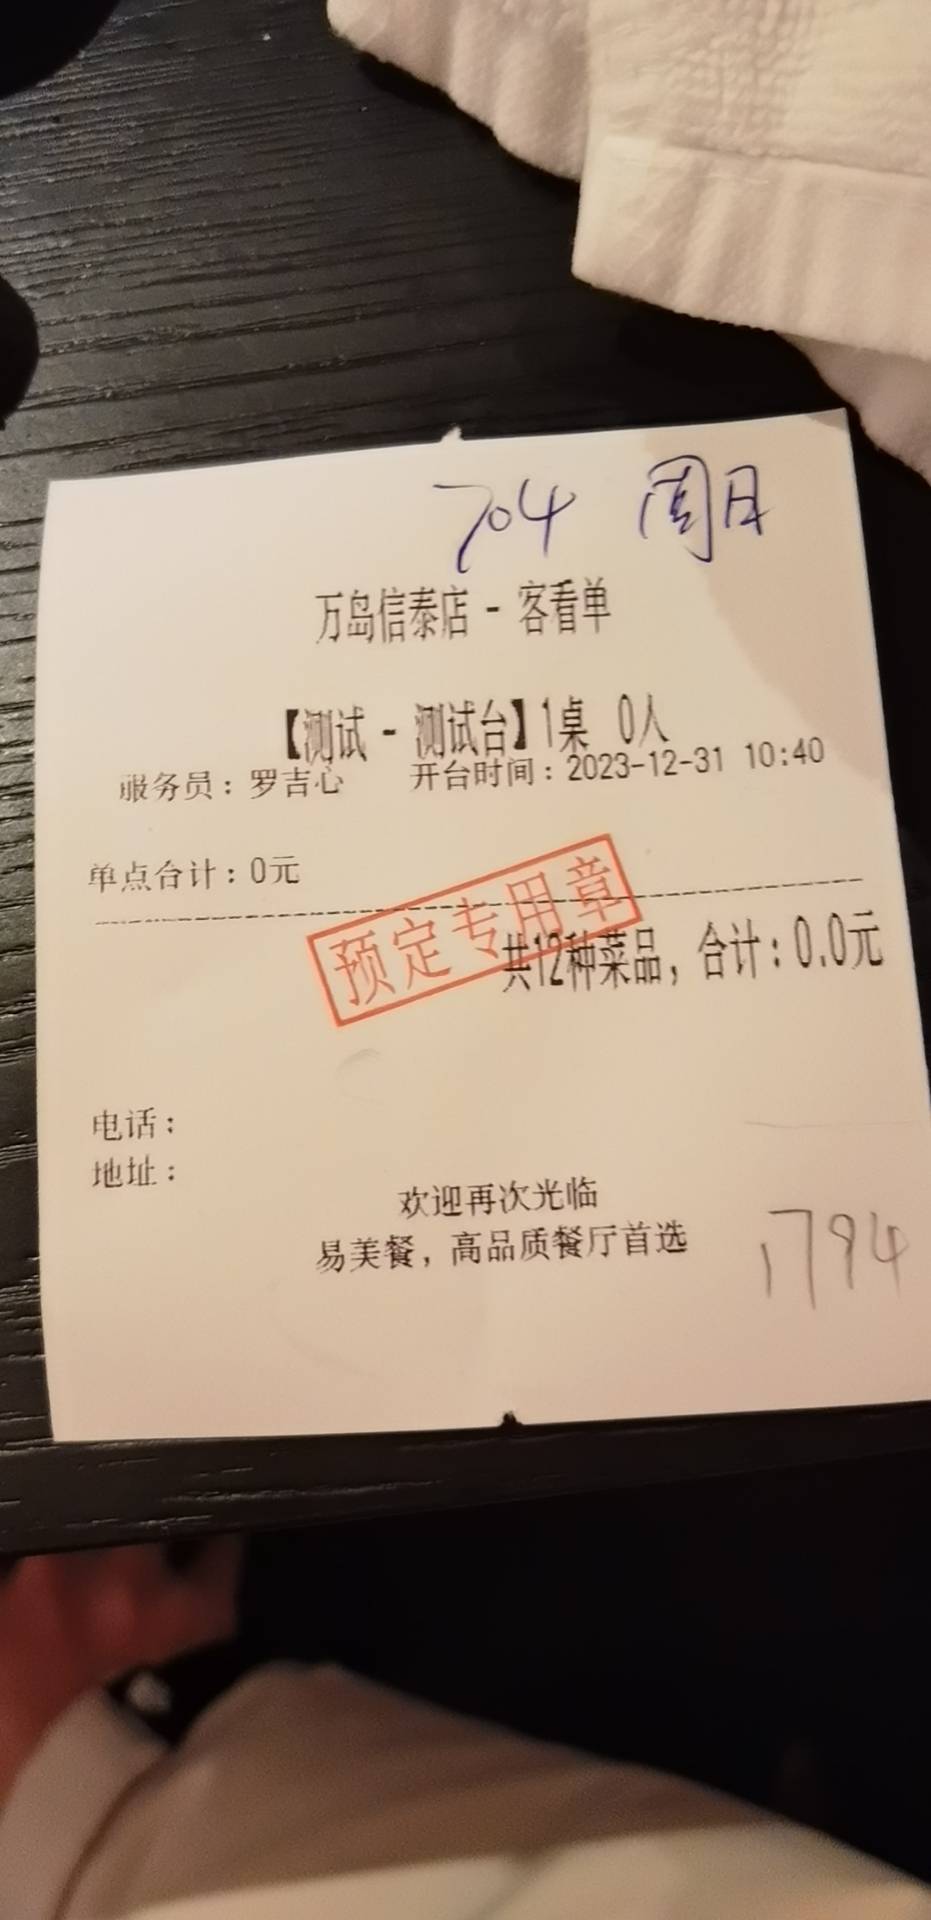 704 周月
万岛信泰店 - 客看单
【测试 - 测试台】1桌 0人
服务员：罗吉心 开台时间：2023-12-31 10:40
单点合计：0元
预定专用章
共12种菜品，合计：0.0元
电话：
地址：
欢迎再次光临
易美餐，高品质餐厅首选
1794